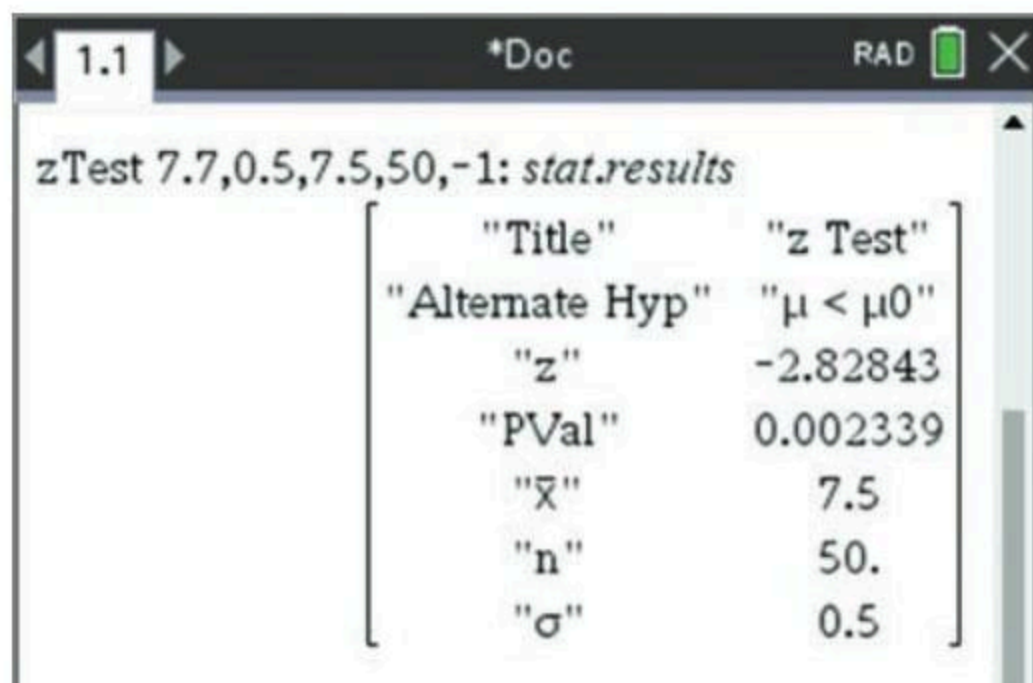 1.1 *Doc RAD
zTest 7.7,0.5,7.5,50,-1: stat.results
"Title" "z Test"
"Alternate Hyp" "μ < μ0"
"z" -2.82843
"PVal" 0.002339
"x̄" 7.5
"n" 50.
"σ" 0.5